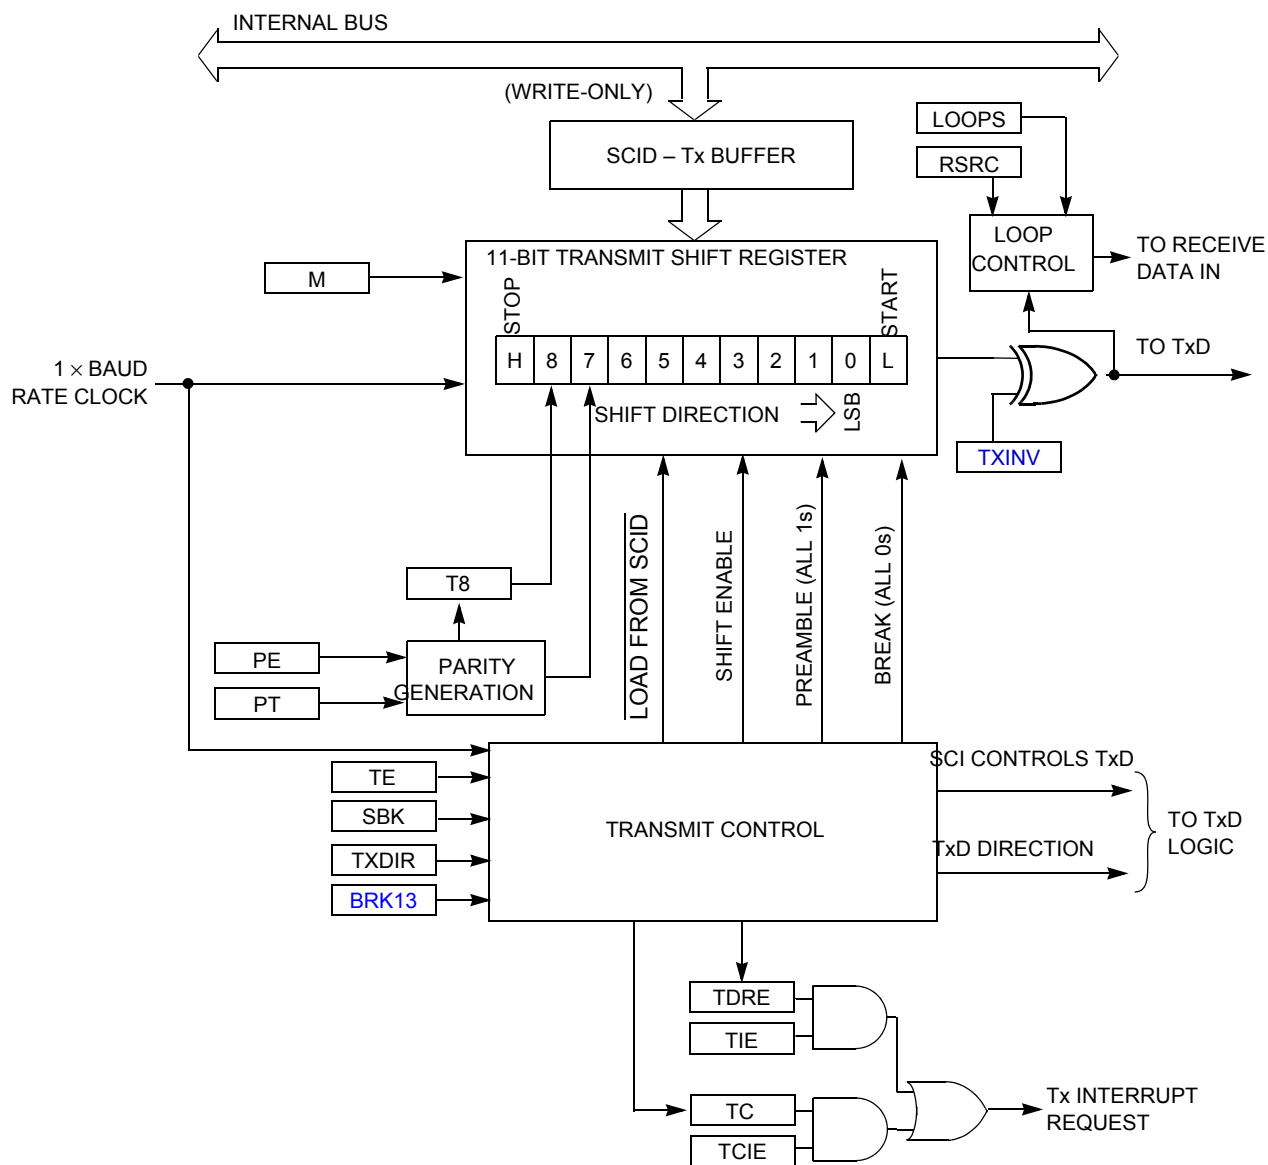 INTERNAL BUS
(WRITE-ONLY)
SCID – Tx BUFFER
LOOPS
RSRC
LOOP
CONTROL
TO RECEIVE
DATA IN
11-BIT TRANSMIT SHIFT REGISTER
M
STOP
START
H 8 7 6 5 4 3 2 1 0 L
SHIFT DIRECTION
LSB
1 × BAUD
RATE CLOCK
TO TxD
TXINV
LOAD FROM SCID
SHIFT ENABLE
PREAMBLE (ALL 1s)
BREAK (ALL 0s)
T8
PE
PT
PARITY
GENERATION
TE
SBK
TXDIR
BRK13
TRANSMIT CONTROL
SCI CONTROLS TxD
TxD DIRECTION
TO TxD
LOGIC
TDRE
TIE
TC
TCIE
Tx INTERRUPT
REQUEST